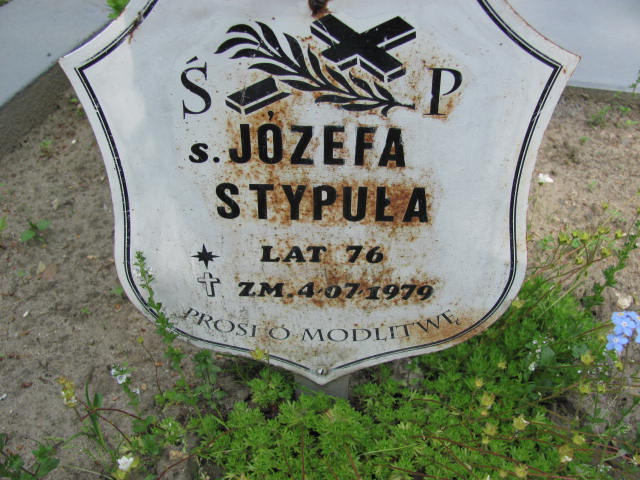 Ś P
s. JÓZEFA
STYPUŁA
LAT 76
ZM. 4.07.1979
PROSI O MODLITWĘ